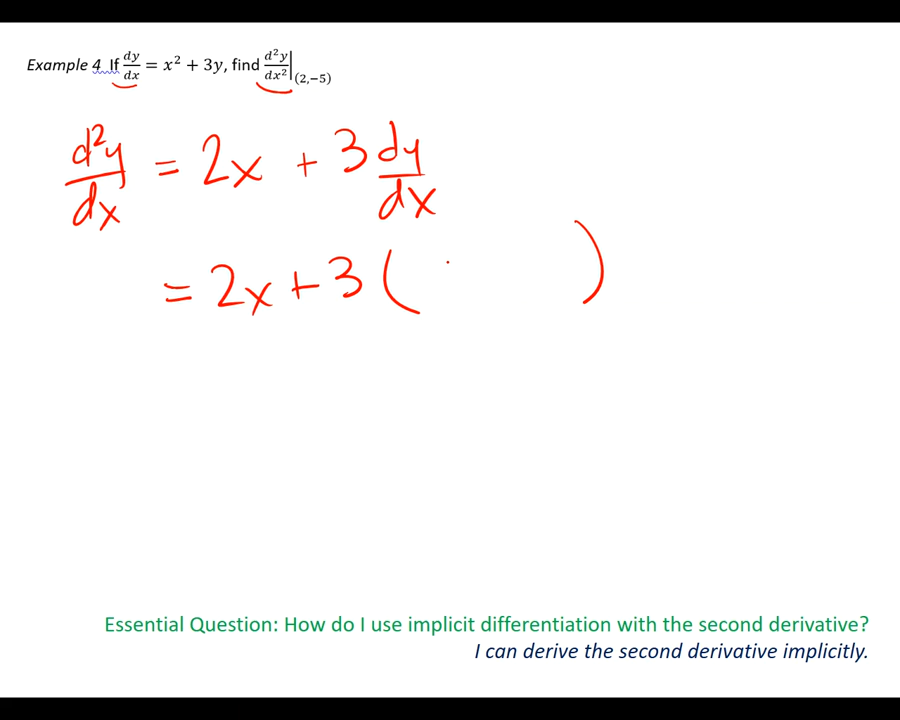 Example 4 If dy/dx = x² + 3y, find d²y/dx²|(2,−5)
d²y/dx = 2x + 3 dy/dx
= 2x + 3 ( )
Essential Question: How do I use implicit differentiation with the second derivative?
I can derive the second derivative implicitly.